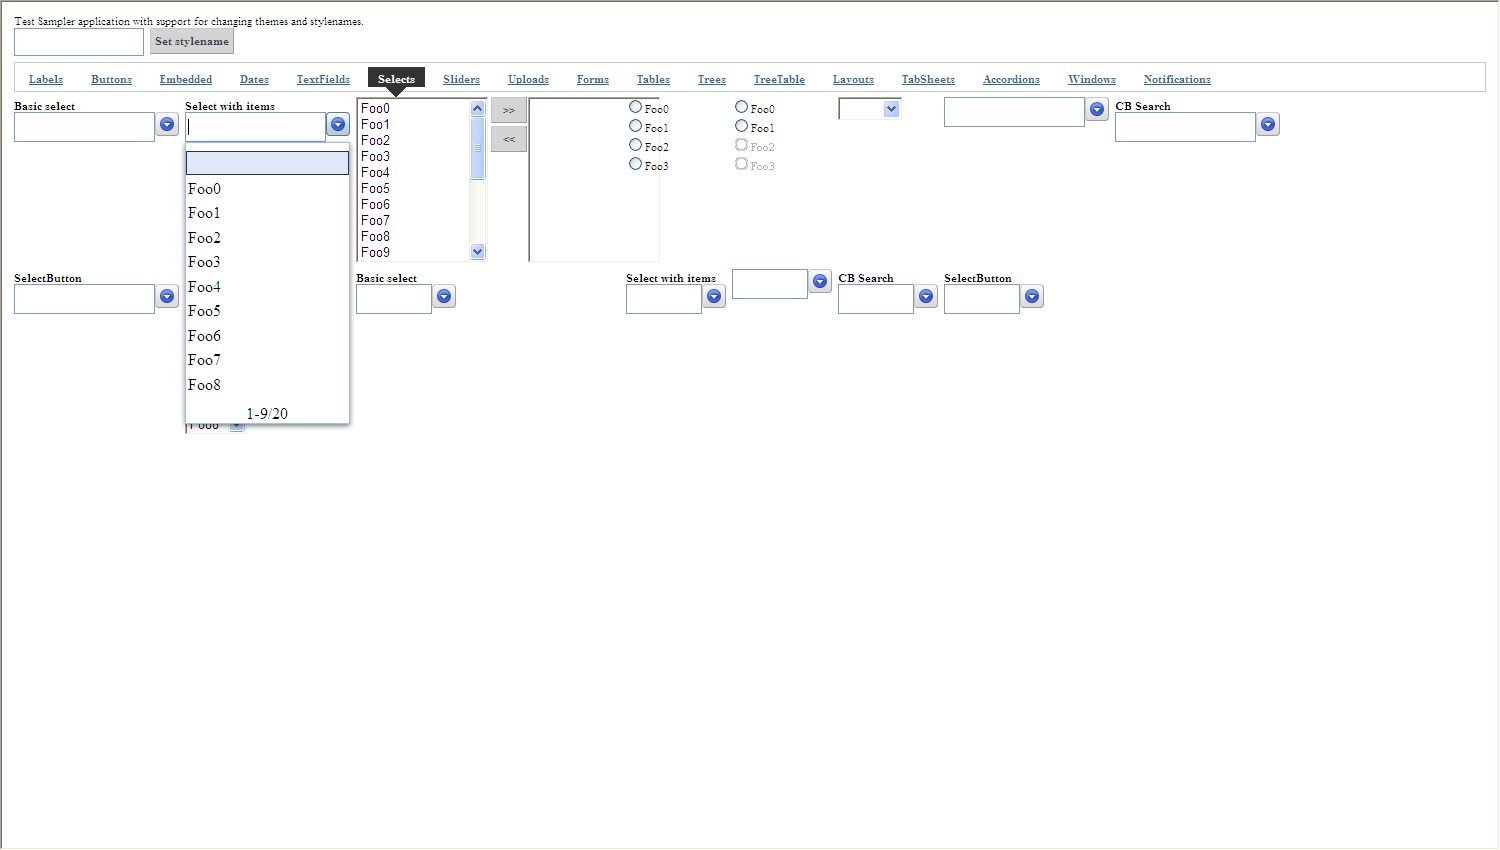 Test Sampler application with support for changing themes and stylenames.
Set stylename
Labels Buttons Embedded Dates TextFields Selects Sliders Uploads Forms Tables Trees TreeTable Layouts TabSheets Accordions Windows Notifications
Basic select
Select with items
Foo0
Foo1
Foo2
Foo3
Foo4
Foo5
Foo6
Foo7
Foo8
1-9/20
Foo6
Foo0
Foo1
Foo2
Foo3
Foo4
Foo5
Foo6
Foo7
Foo8
Foo9
>>
<<
Foo0
Foo1
Foo2
Foo3
Foo0
Foo1
Foo2
Foo3
CB Search
SelectButton
Basic select
Select with items
CB Search
SelectButton